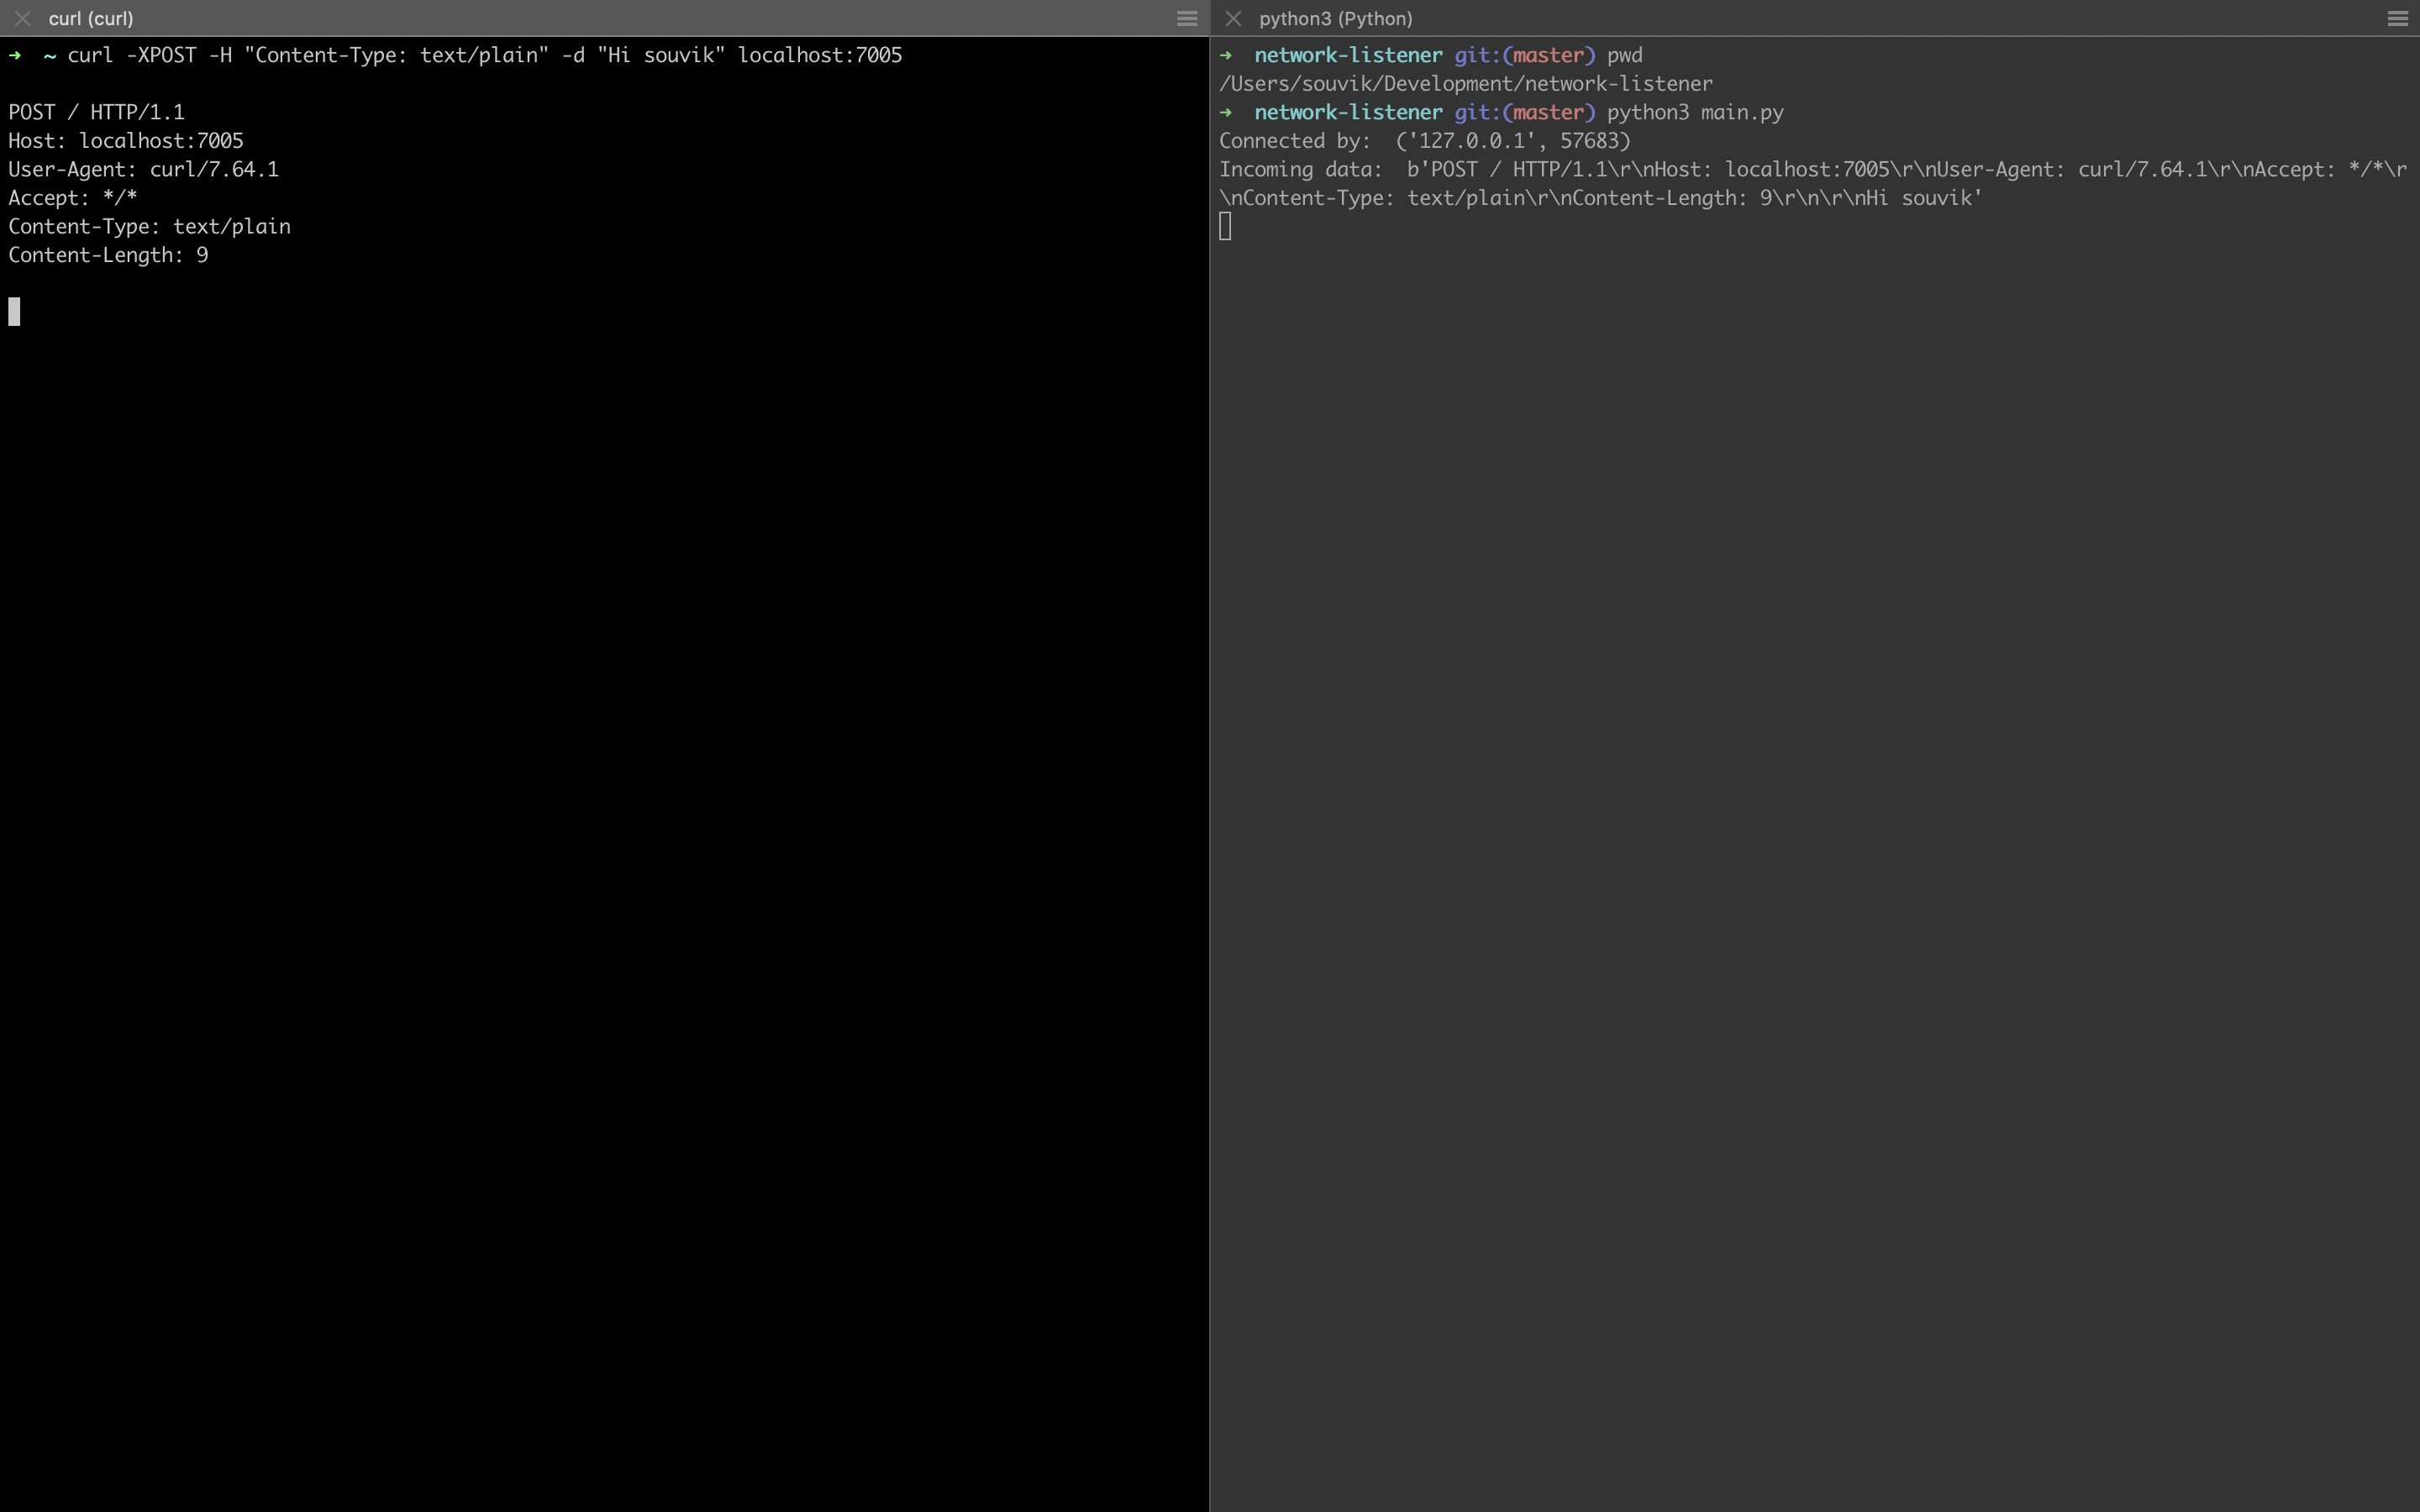 curl (curl)
➜  ~ curl -XPOST -H "Content-Type: text/plain" -d "Hi souvik" localhost:7005
POST / HTTP/1.1
Host: localhost:7005
User-Agent: curl/7.64.1
Accept: */*
Content-Type: text/plain
Content-Length: 9
python3 (Python)
➜  network-listener git:(master) pwd
/Users/souvik/Development/network-listener
➜  network-listener git:(master) python3 main.py
Connected by:  ('127.0.0.1', 57683)
Incoming data:  b'POST / HTTP/1.1\r\nHost: localhost:7005\r\nUser-Agent: curl/7.64.1\r\nAccept: */*\r
\nContent-Type: text/plain\r\nContent-Length: 9\r\n\r\nHi souvik'